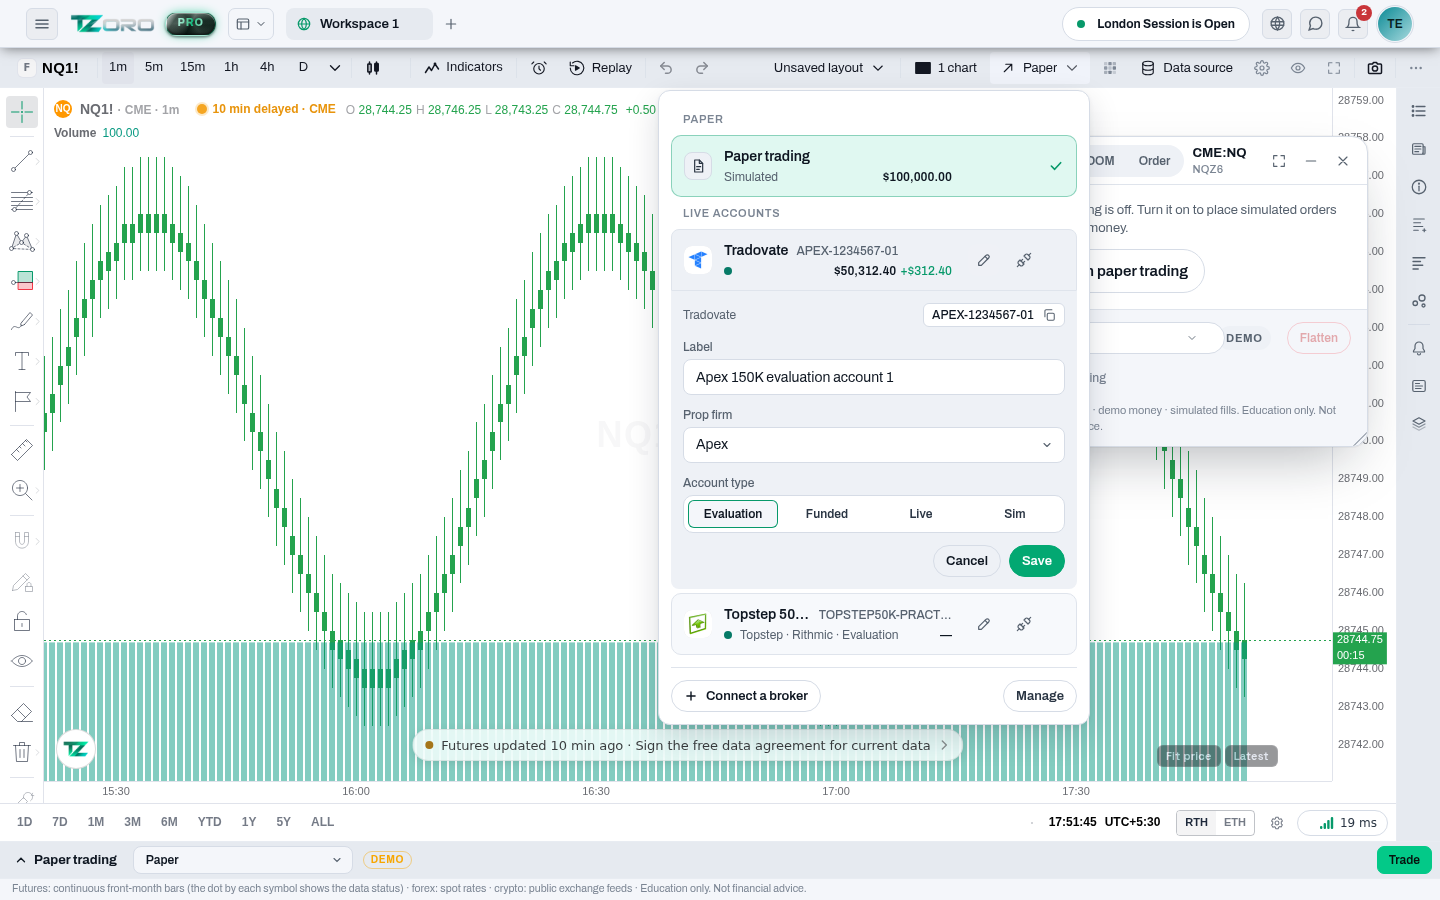 TZORO PRO Workspace 1 London Session is Open 2 TE
F NQ1! 1m 5m 15m 1h 4h D Indicators Replay Unsaved layout 1 chart Paper Data source
NQ NQ1! · CME · 1m 10 min delayed · CME O 28,744.25 H 28,746.25 L 28,743.25 C 28,744.75 +0.50
Volume 100.00
PAPER
Paper trading
Simulated $100,000.00
LIVE ACCOUNTS
Tradovate APEX-1234567-01
$50,312.40 +$312.40
Tradovate APEX-1234567-01
Label
Apex 150K evaluation account 1
Prop firm
Apex
Account type
Evaluation Funded Live Sim
Cancel Save
Topstep 50... TOPSTEP50K-PRACT...
Topstep · Rithmic · Evaluation —
+ Connect a broker Manage
OOM Order CME:NQ
NQZ6
ng is off. Turn it on to place simulated orders
money.
n paper trading
DEMO Flatten
ing
· demo money · simulated fills. Education only. Not
ce.
28759.00
28749.00
28748.00
28747.00
28746.00
28745.00
28744.75
00:15
28744.00
28743.00
28742.00
NQ1
TZ
Futures updated 10 min ago · Sign the free data agreement for current data
Fit price Latest
15:30 16:00 16:30 17:00 17:30
1D 7D 1M 3M 6M YTD 1Y 5Y ALL 17:51:45 UTC+5:30 RTH ETH 19 ms
Paper trading Paper DEMO Trade
Futures: continuous front-month bars (the dot by each symbol shows the data status) · forex: spot rates · crypto: public exchange feeds · Education only. Not financial advice.